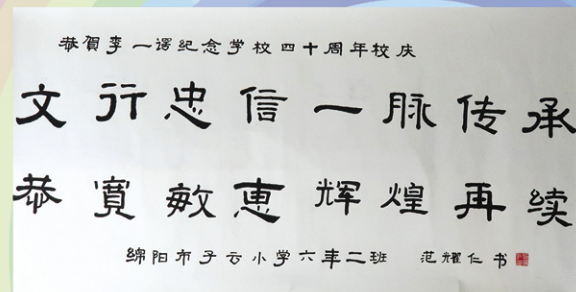 恭賀李一谔纪念学校四十周年校庆
文行忠信一脉传承
恭寬敏惠辉煌再续
绵阳市子云小学六年二班 范耀仁书